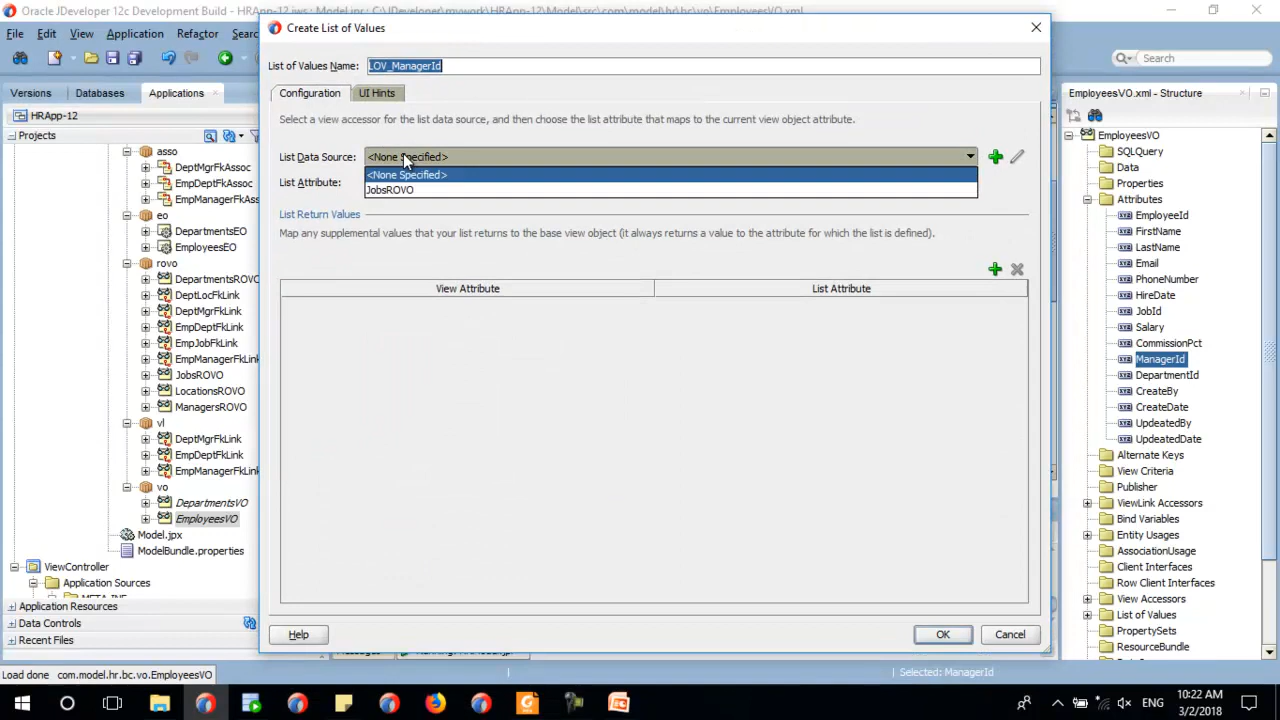 Oracle JDeveloper 12c Development Build - HRApp-12.jws : Model.jpr : C:\JDeveloper\mywork\HRApp-12\Model\src\com\model\hr\bc\vo\EmployeesVO.xml
File Edit View Application Refactor Search
Search
Versions Databases Applications
HRApp-12
Projects
asso
DeptMgrFkAssoc
EmpDeptFkAssoc
EmpManagerFkAssoc
eo
DepartmentsEO
EmployeesEO
rovo
DepartmentsROVO
DeptLocFkLink
DeptMgrFkLink
EmpDeptFkLink
EmpJobFkLink
EmpManagerFkLink
JobsROVO
LocationsROVO
ManagersROVO
vl
DeptMgrFkLink
EmpDeptFkLink
EmpManagerFkLink
vo
DepartmentsVO
EmployeesVO
Model.jpx
ModelBundle.properties
ViewController
Application Sources
META-INF
Application Resources
Data Controls
Recent Files
Load done com.model.hr.bc.vo.EmployeesVO
Create List of Values
List of Values Name: LOV_ManagerId
Configuration UI Hints
Select a view accessor for the list data source, and then choose the list attribute that maps to the current view object attribute.
List Data Source: <None Specified>
<None Specified>
List Attribute:
JobsROVO
List Return Values
Map any supplemental values that your list returns to the base view object (it always returns a value to the attribute for which the list is defined).
View Attribute List Attribute
Help OK Cancel
EmployeesVO.xml - Structure
EmployeesVO
SQLQuery
Data
Properties
Attributes
EmployeeId
FirstName
LastName
Email
PhoneNumber
HireDate
JobId
Salary
CommissionPct
ManagerId
DepartmentId
CreateBy
CreateDate
UpdeatedBy
UpdeatedDate
Alternate Keys
View Criteria
Publisher
ViewLink Accessors
Bind Variables
Entity Usages
AssociationUsage
Client Interfaces
Row Client Interfaces
View Accessors
List of Values
PropertySets
ResourceBundle
Selected: ManagerId
ENG
10:22 AM
3/2/2018